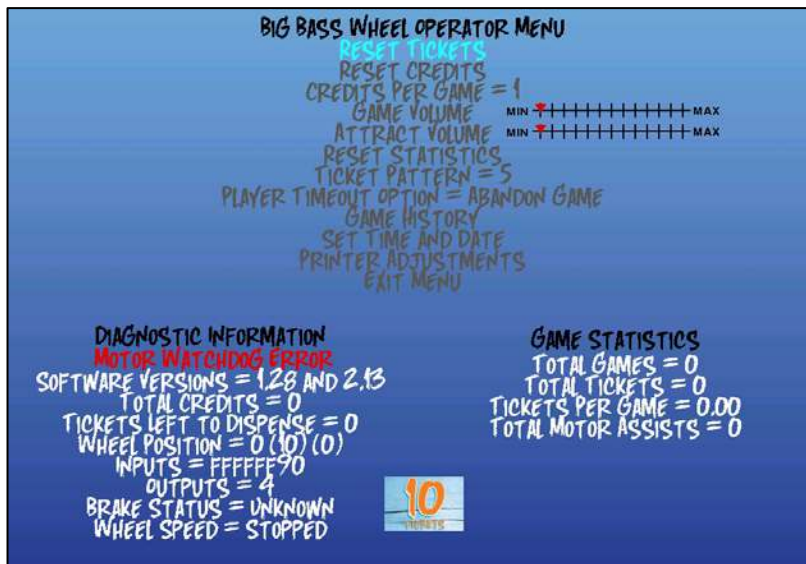 BIG BASS WHEEL OPERATOR MENU
RESET TICKETS
RESET CREDITS
CREDITS PER GAME = 1
GAME VOLUME MIN MAX
ATTRACT VOLUME MIN MAX
RESET STATISTICS
TICKET PATTERN = 5
PLAYER TIMEOUT OPTION = ABANDON GAME
GAME HISTORY
SET TIME AND DATE
PRINTER ADJUSTMENTS
EXIT MENU
DIAGNOSTIC INFORMATION
MOTOR WATCHDOG ERROR
SOFTWARE VERSIONS = 1.28 AND 2.13
TOTAL CREDITS = 0
TICKETS LEFT TO DISPENSE = 0
WHEEL POSITION = 0 (10) (0)
INPUTS = FFFFFF90
OUTPUTS = 4
BRAKE STATUS = UNKNOWN
WHEEL SPEED = STOPPED
GAME STATISTICS
TOTAL GAMES = 0
TOTAL TICKETS = 0
TICKETS PER GAME = 0.00
TOTAL MOTOR ASSISTS = 0
10
TICKETS